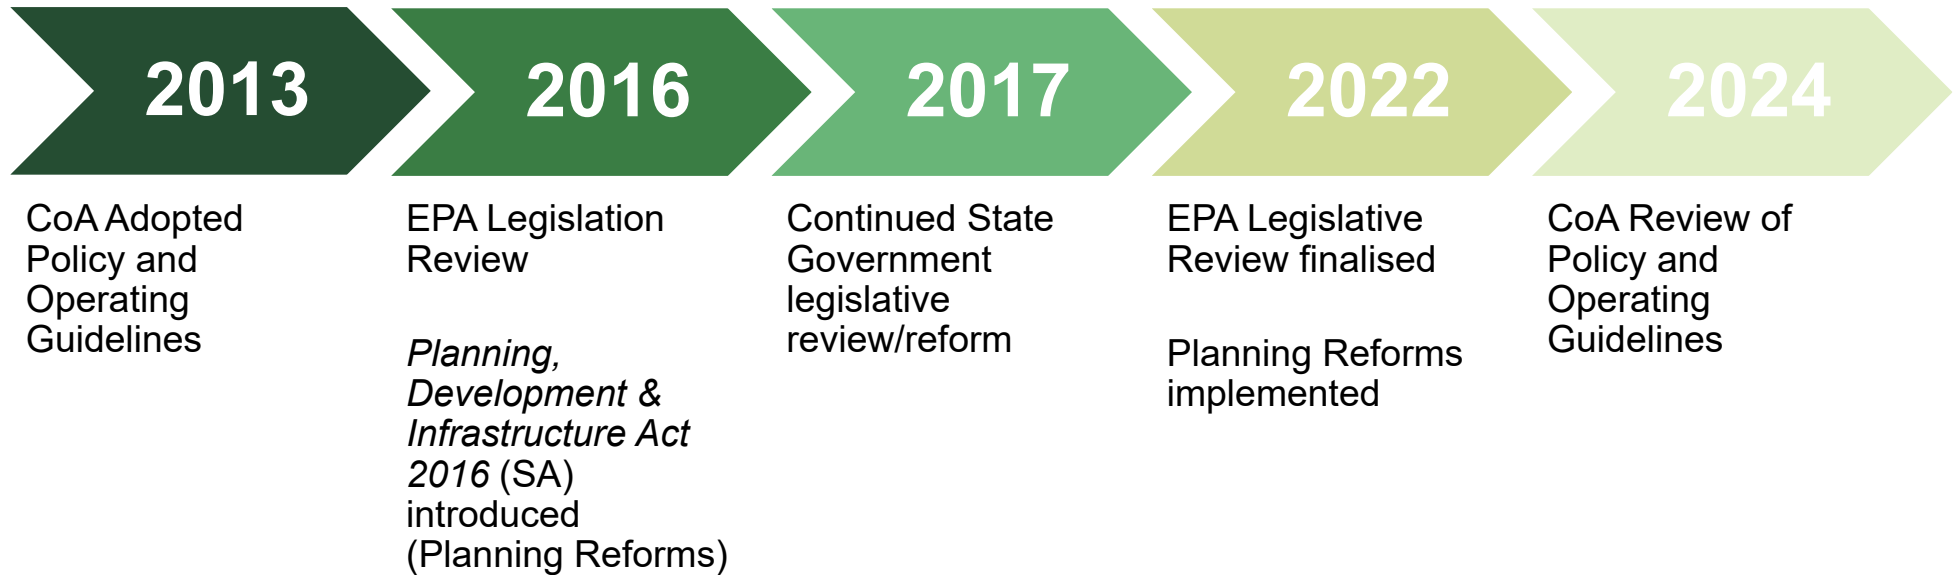 2013
CoA Adopted
Policy and
Operating
Guidelines
2016
EPA Legislation
Review
Planning,
Development &
Infrastructure Act
2016 (SA)
introduced
(Planning Reforms)
2017
Continued State
Government
legislative
review/reform
2022
EPA Legislative
Review finalised
Planning Reforms
implemented
2024
CoA Review of
Policy and
Operating
Guidelines